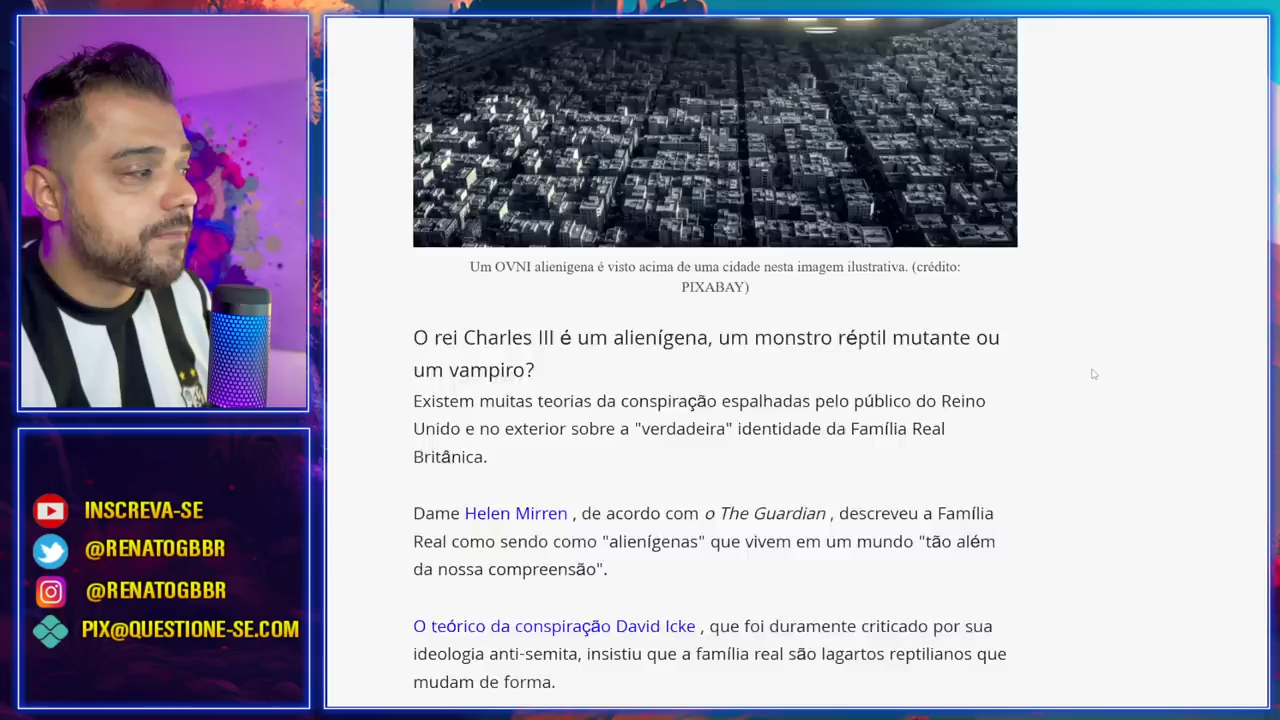 Um OVNI alienígena é visto acima de uma cidade nesta imagem ilustrativa. (crédito:
PIXABAY)
O rei Charles III é um alienígena, um monstro réptil mutante ou
um vampiro?
Existem muitas teorias da conspiração espalhadas pelo público do Reino
Unido e no exterior sobre a "verdadeira" identidade da Família Real
Britânica.
Dame Helen Mirren , de acordo com o The Guardian , descreveu a Família
Real como sendo como "alienígenas" que vivem em um mundo "tão além
da nossa compreensão".
O teórico da conspiração David Icke , que foi duramente criticado por sua
ideologia anti-semita, insistiu que a família real são lagartos reptilianos que
mudam de forma.
INSCREVA-SE
@RENATOGBBR
@RENATOGBBR
PIX@QUESTIONE-SE.COM